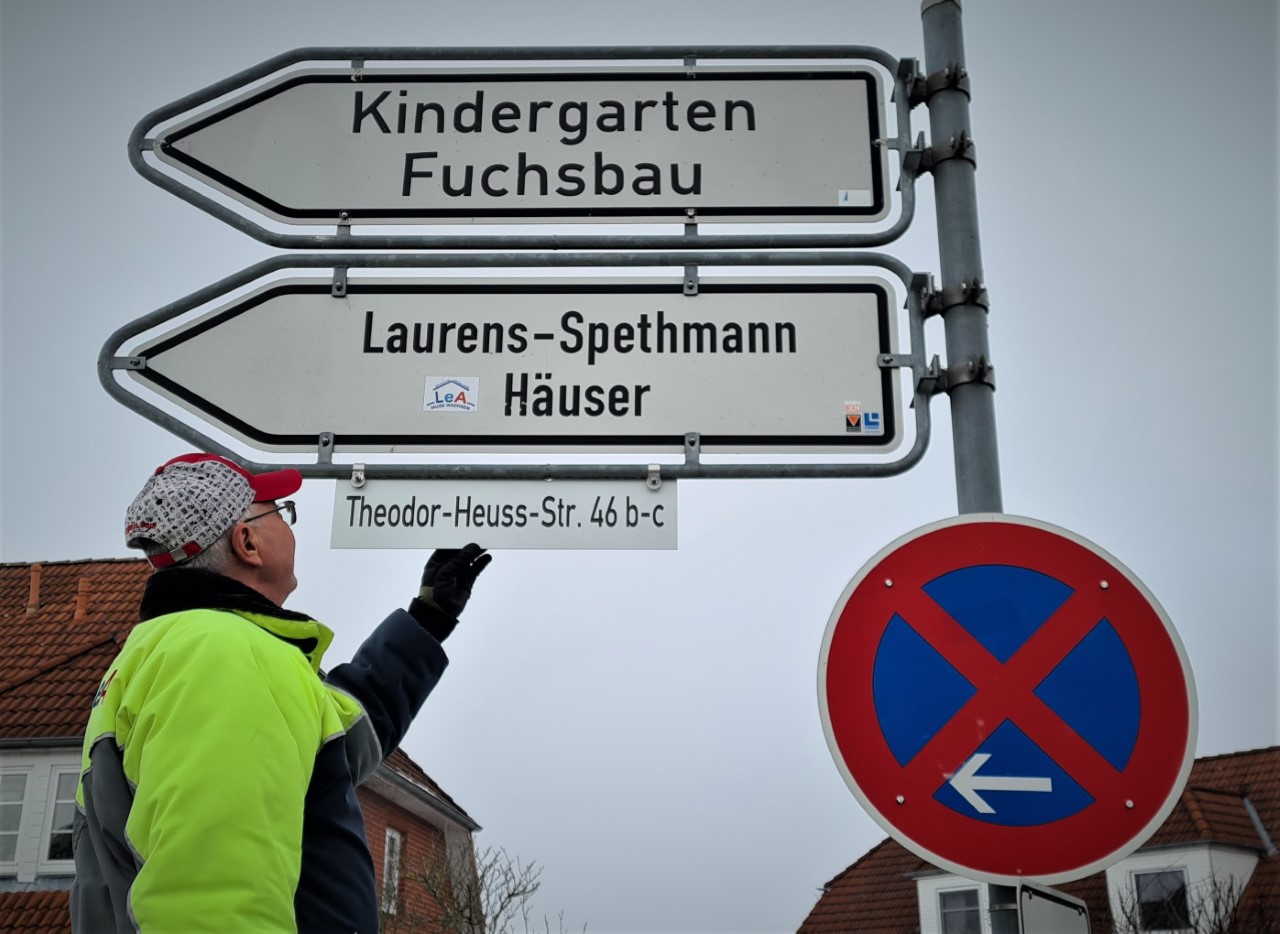 Kindergarten
Fuchsbau
Laurens-Spethmann
Häuser
LeA
Theodor-Heuss-Str. 46 b-c